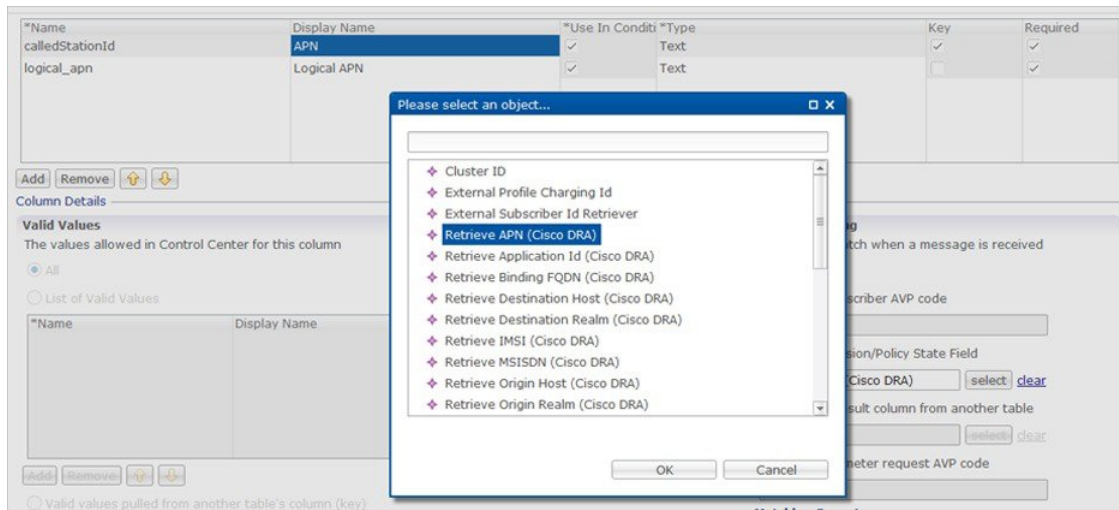 *Name Display Name *Use In Conditi *Type Key Required
calledStationId APN Text
logical_apn Logical APN Text
Please select an object...
Cluster ID
External Profile Charging Id
External Subscriber Id Retriever
Retrieve APN (Cisco DRA)
Retrieve Application Id (Cisco DRA)
Retrieve Binding FQDN (Cisco DRA)
Retrieve Destination Host (Cisco DRA)
Retrieve Destination Realm (Cisco DRA)
Retrieve IMSI (Cisco DRA)
Retrieve MSISDN (Cisco DRA)
Retrieve Origin Host (Cisco DRA)
Retrieve Origin Realm (Cisco DRA)
OK Cancel
Add Remove
Column Details
Valid Values
The values allowed in Control Center for this column
All
List of Valid Values
*Name Display Name
Add Remove
Valid values pulled from another table's column (key)
tch when a message is received
scriber AVP code
sion/Policy State Field
(Cisco DRA) select clear
sult column from another table
select clear
meter request AVP code